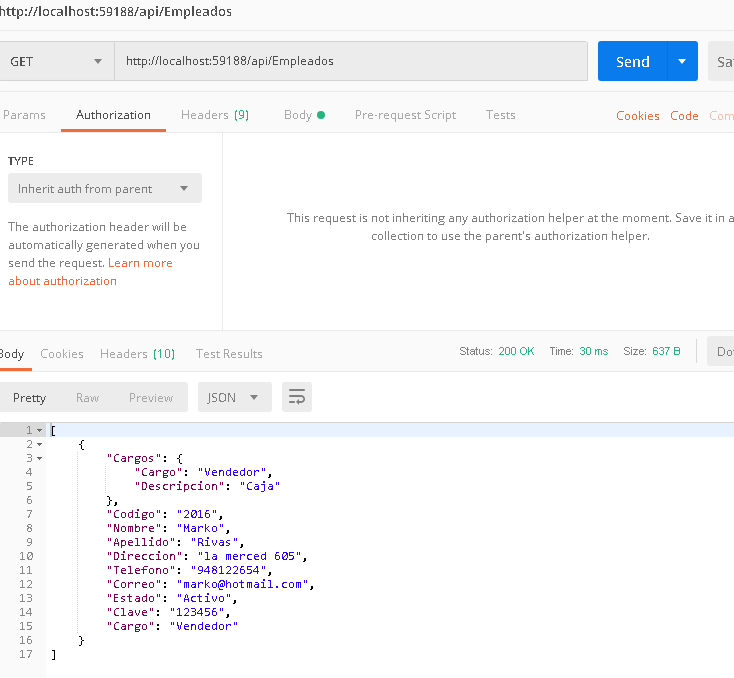 http://localhost:59188/api/Empleados
GET http://localhost:59188/api/Empleados Send Sa
Params Authorization Headers (9) Body Pre-request Script Tests Cookies Code Com
TYPE
Inherit auth from parent
The authorization header will be
automatically generated when you
send the request. Learn more
about authorization
This request is not inheriting any authorization helper at the moment. Save it in a
collection to use the parent's authorization helper.
Body Cookies Headers (10) Test Results Status: 200 OK Time: 30 ms Size: 637 B Do
Pretty Raw Preview JSON
1 [
2 {
3 "Cargos": {
4 "Cargo": "Vendedor",
5 "Descripcion": "Caja"
6 },
7 "Codigo": "2016",
8 "Nombre": "Marko",
9 "Apellido": "Rivas",
10 "Direccion": "la merced 605",
11 "Telefono": "948122654",
12 "Correo": "marko@hotmail.com",
13 "Estado": "Activo",
14 "Clave": "123456",
15 "Cargo": "Vendedor"
16 }
17 ]